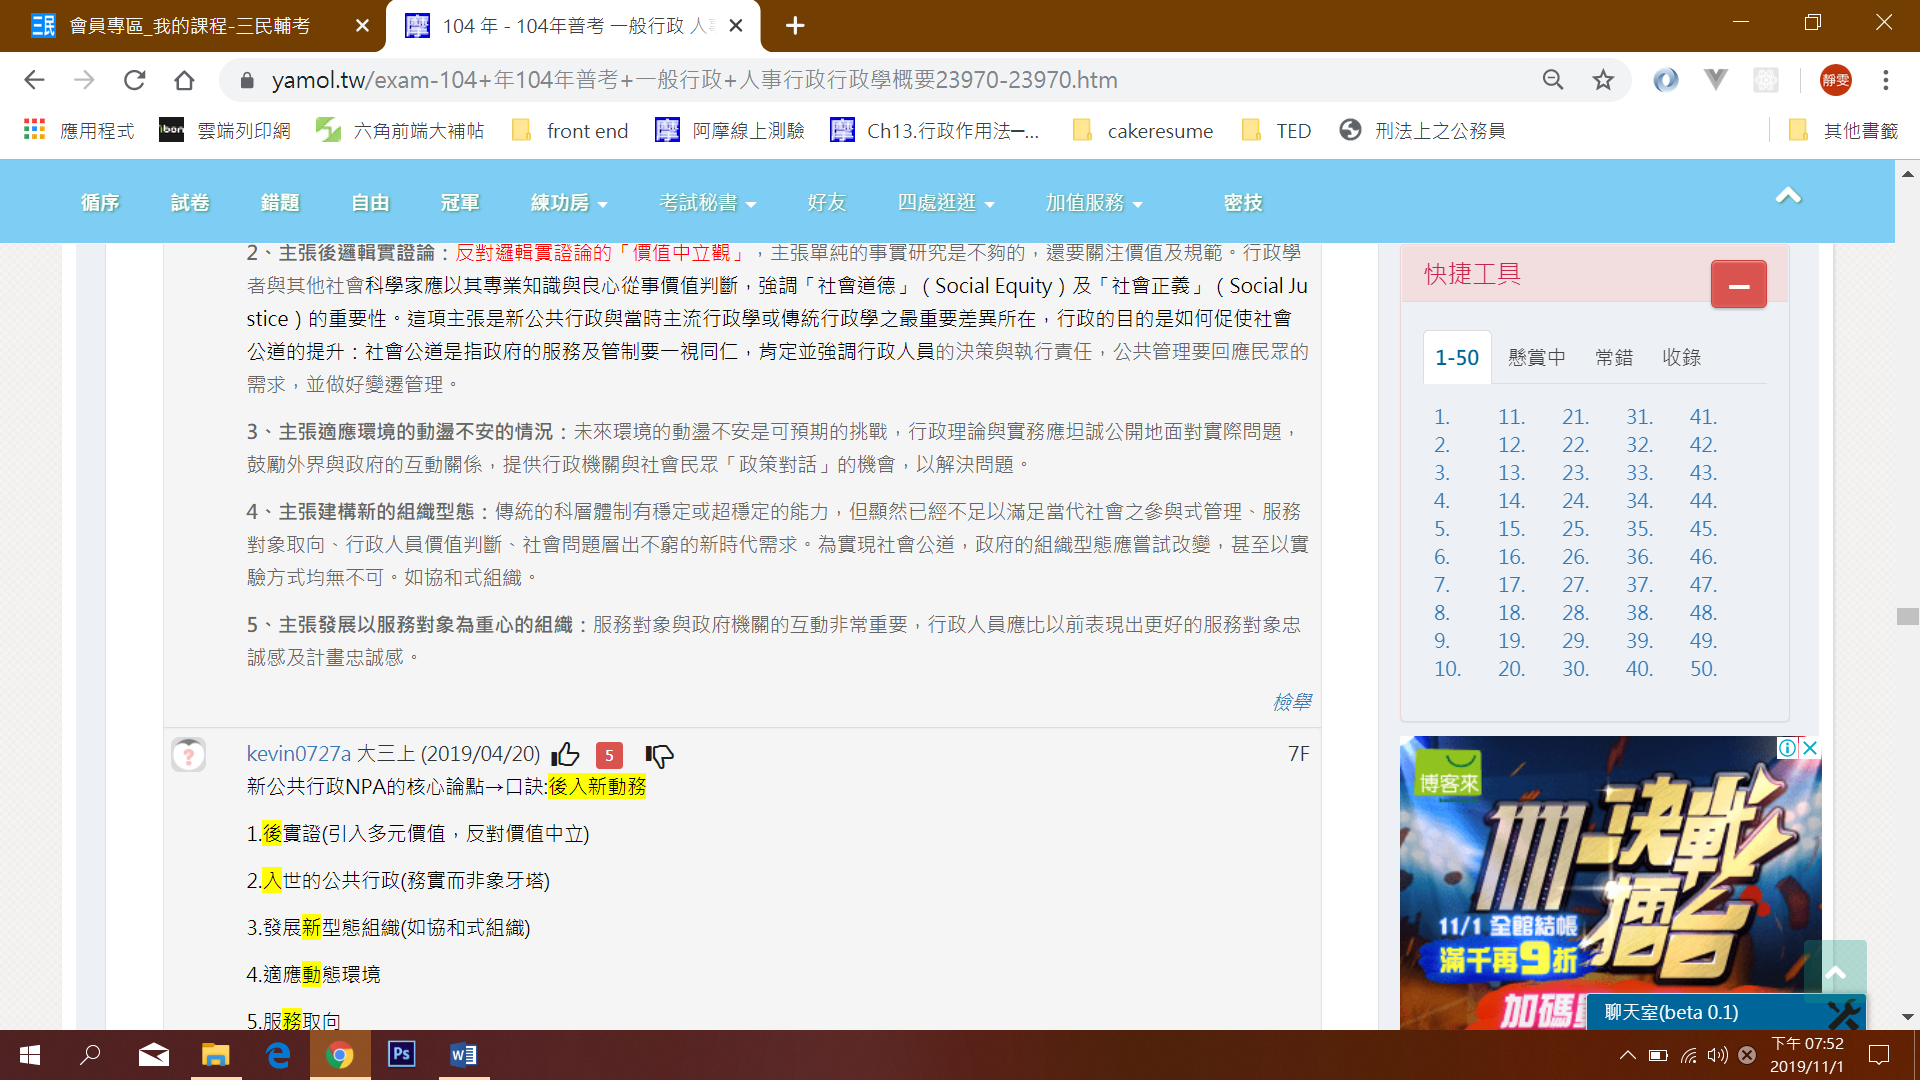 會員專區_我的課程-三民輔考
104 年 - 104年普考 一般行政 人
yamol.tw/exam-104+年104年普考+一般行政+人事行政行政學概要23970-23970.htm
靜雯
應用程式
ibon 雲端列印網
六角前端大補帖
front end
阿摩線上測驗
Ch13.行政作用法─...
cakeresume
TED
刑法上之公務員
其他書籤
循序 試卷 錯題 自由 冠軍 練功房 考試秘書 好友 四處逛逛 加值服務 密技
2、主張後邏輯實證論：反對邏輯實證論的「價值中立觀」，主張單純的事實研究是不夠的，還要關注價值及規範。行政學
者與其他社會科學家應以其專業知識與良心從事價值判斷，強調「社會道德」（Social Equity）及「社會正義」（Social Ju
stice）的重要性。這項主張是新公共行政與當時主流行政學或傳統行政學之最重要差異所在，行政的目的是如何促使社會
公道的提升：社會公道是指政府的服務及管制要一視同仁，肯定並強調行政人員的決策與執行責任，公共管理要回應民眾的
需求，並做好變遷管理。
3、主張適應環境的動盪不安的情況：未來環境的動盪不安是可預期的挑戰，行政理論與實務應坦誠公開地面對實際問題，
鼓勵外界與政府的互動關係，提供行政機關與社會民眾「政策對話」的機會，以解決問題。
4、主張建構新的組織型態：傳統的科層體制有穩定或超穩定的能力，但顯然已經不足以滿足當代社會之參與式管理、服務
對象取向、行政人員價值判斷、社會問題層出不窮的新時代需求。為實現社會公道，政府的組織型態應嘗試改變，甚至以實
驗方式均無不可。如協和式組織。
5、主張發展以服務對象為重心的組織：服務對象與政府機關的互動非常重要，行政人員應比以前表現出更好的服務對象忠
誠感及計畫忠誠感。
檢舉
kevin0727a 大三上 (2019/04/20) 5 7F
新公共行政NPA的核心論點→口訣:後入新動務
1.後實證(引入多元價值，反對價值中立)
2.入世的公共行政(務實而非象牙塔)
3.發展新型態組織(如協和式組織)
4.適應動態環境
5.服務取向
快捷工具
1-50 懸賞中 常錯 收錄
1. 11. 21. 31. 41.
2. 12. 22. 32. 42.
3. 13. 23. 33. 43.
4. 14. 24. 34. 44.
5. 15. 25. 35. 45.
6. 16. 26. 36. 46.
7. 17. 27. 37. 47.
8. 18. 28. 38. 48.
9. 19. 29. 39. 49.
10. 20. 30. 40. 50.
博客來
1111決戰擂台
11/1 全館結帳
滿千再9折
加碼
聊天室(beta 0.1)
下午 07:52
2019/11/1